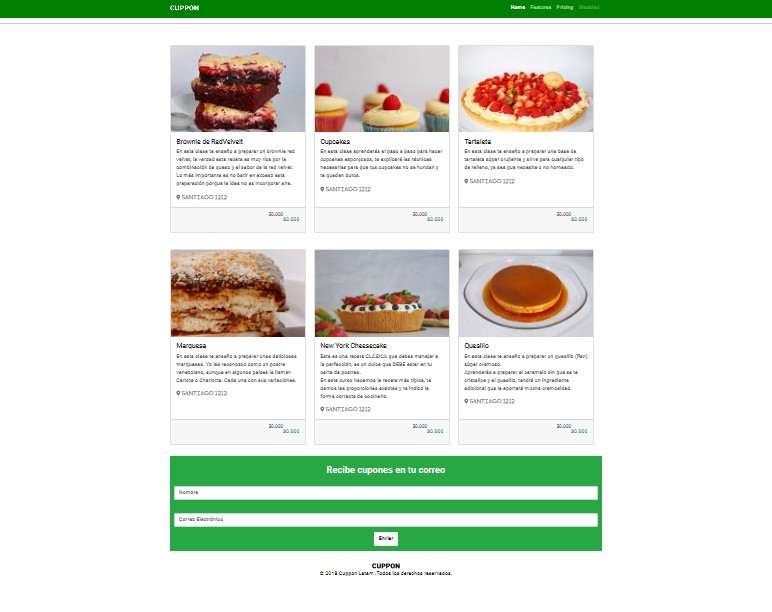 CUPPON
Home Features Pricing Disabled
Brownie de RedVelvelt
En esta clase te enseño a preparar un brownie red
velvet, la verdad esta receta es muy rica por la
combinación de queso y el sabor de la red velvet.
Lo más importante es no batir en exceso esta
preparación porque la idea no es incorporar aire.
SANTIAGO 1212
$0.000
$0.000
Cupcakes
En esta clase aprenderás el paso a paso para hacer
cupcakes esponjosos, te explicaré las técnicas
necesarias para que tus cupcakes no se hundan y
te queden duros.
SANTIAGO 1212
$0.000
$0.000
Tartaleta
En esta clase te enseño a preparar una base de
tartaleta súper crujiente y sirve para cualquier tipo
de relleno, ya sea que necesite o no horneado.
SANTIAGO 1212
$0.000
$0.000
Marquesa
En esta clase te enseño a preparar unas deliciosas
marquesas. Yo las reconozco como un postre
venezolano, aunque en algunos países la llaman
Carlota o Charlotte. Cada una con sus variaciones.
SANTIAGO 1212
$0.000
$0.000
New York Cheesecake
Esta es una receta CLÁSICA que debes manejar a
la perfección, es un dulce que DEBE estar en tu
carta de postres.
En este curso hacemos la receta más típica, te
damos las proporciones exactas y te indico la
forma correcta de cocinarlo.
SANTIAGO 1212
$0.000
$0.000
Quesillo
En esta clase te enseño a preparar un quesillo (flan)
súper cremoso.
Aprenderás a preparar el caramelo sin que se te
cristalice y el quesillo, tendrá un ingrediente
adicional que le aportará mucha cremosidad.
SANTIAGO 1212
$0.000
$0.000
Recibe cupones en tu correo
Nombre
Correo Electrónico
Enviar
CUPPON
© 2018 Cuppon Latam .Todos los derechos reservados.